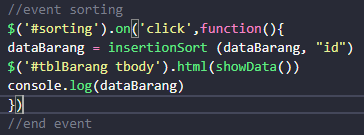 //event sorting
$('#sorting').on('click',function(){
dataBarang = insertionSort (dataBarang, "id")
$('#tblBarang tbody').html(showData())
console.log(dataBarang)
})
//end event